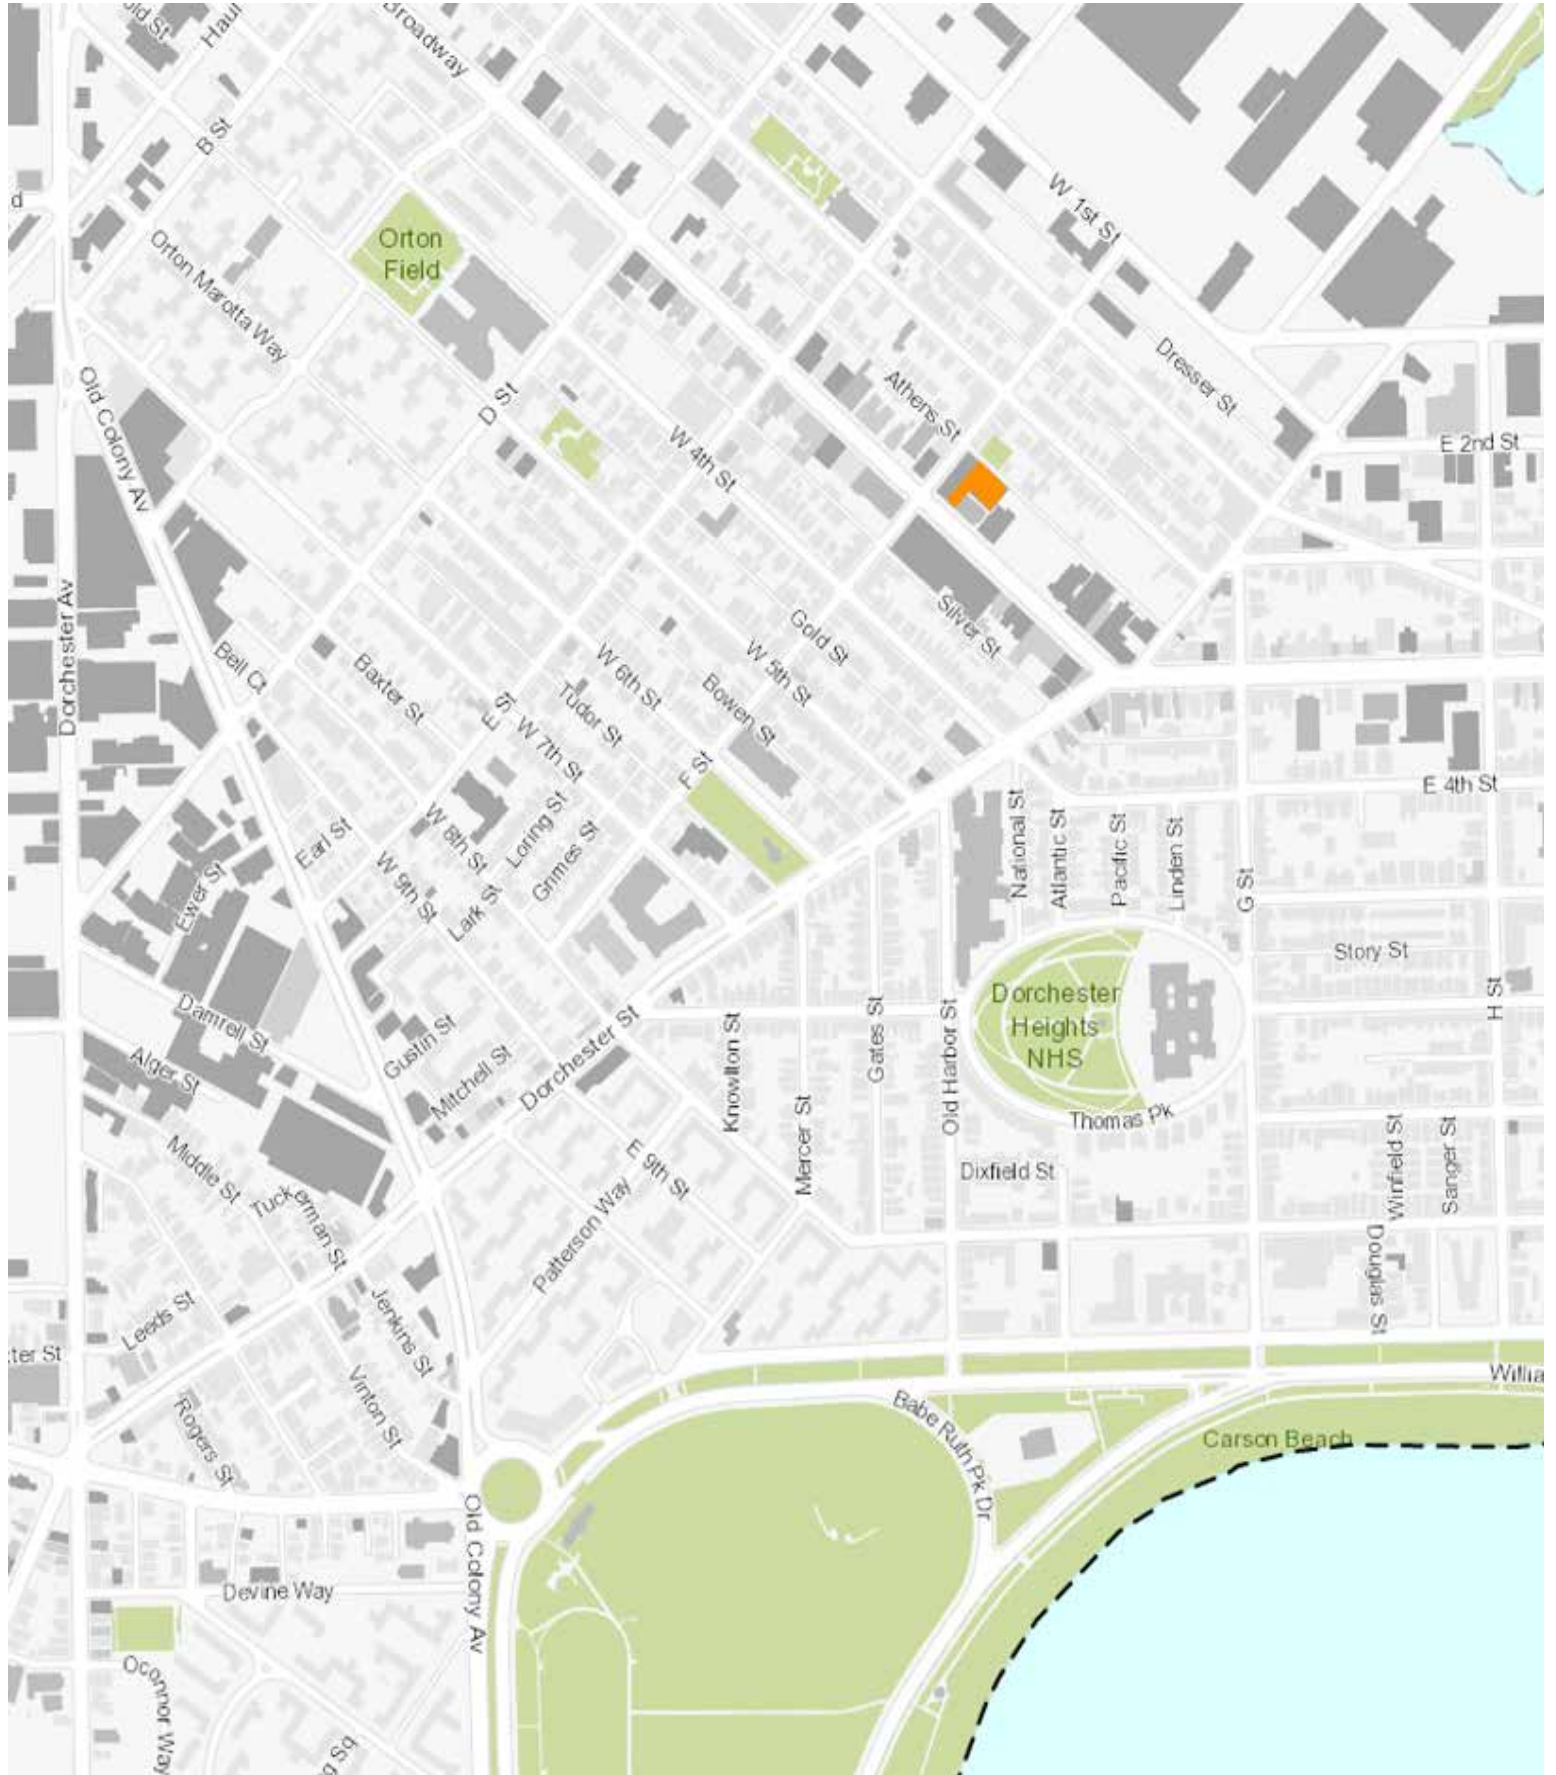 old St
Haul
Broadway
B St
d
W 1st St
Orton
Field
Orton Marotta Way
Dresser St
Old Colony Av
Athens St
D St
W 4th St
E 2nd St
Dorchester Av
Gold St
Silver St
Bell Ct
Baxter St
W 6th St
W 5th St
Bowen St
Tudor St
E St
W 7th St
F St
E 4th St
National St
Atlantic St
Pacific St
Linden St
G St
Earl St
W 8th St
Loring St
Grimes St
W 9th St
Lark St
Ewer St
Story St
H St
Dorchester
Heights
NHS
Damrell St
Alger St
Gustin St
Mitchell St
Dorchester St
Knowlton St
Gates St
Old Harbor St
Mercer St
Thomas Pk
Winfield St
Sanger St
Middle St
Tuckerman St
E 9th St
Patterson Way
Dixfield St
Douglas St
Leeds St
Jenkins St
ter St
Vinton St
Rogers St
Willia
Babe Ruth Pk Dr
Carson Beach
Old Colony Av
Devine Way
Oconnor Way
g Sq